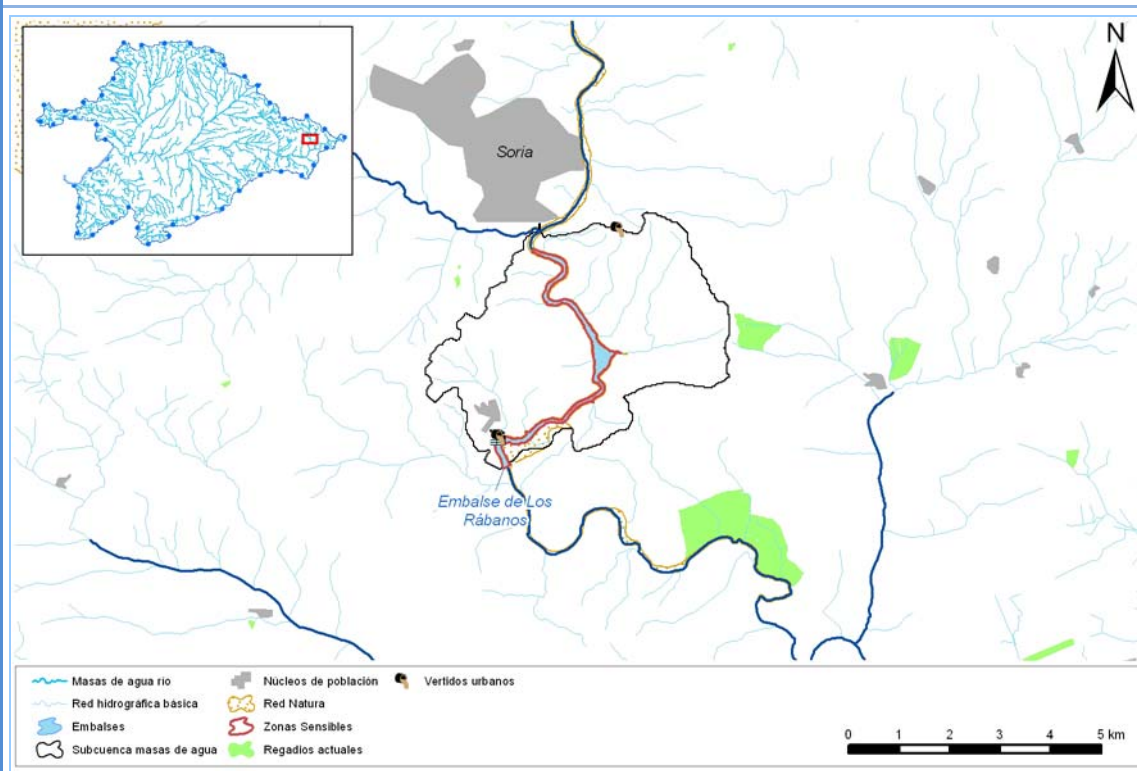 N
Soria
Embalse de Los
Rábanos
Masas de agua río
Núcleos de población
Vertidos urbanos
Red hidrográfica básica
Red Natura
Embalses
Zonas Sensibles
Subcuenca masas de agua
Regadíos actuales
0 1 2 3 4 5 km